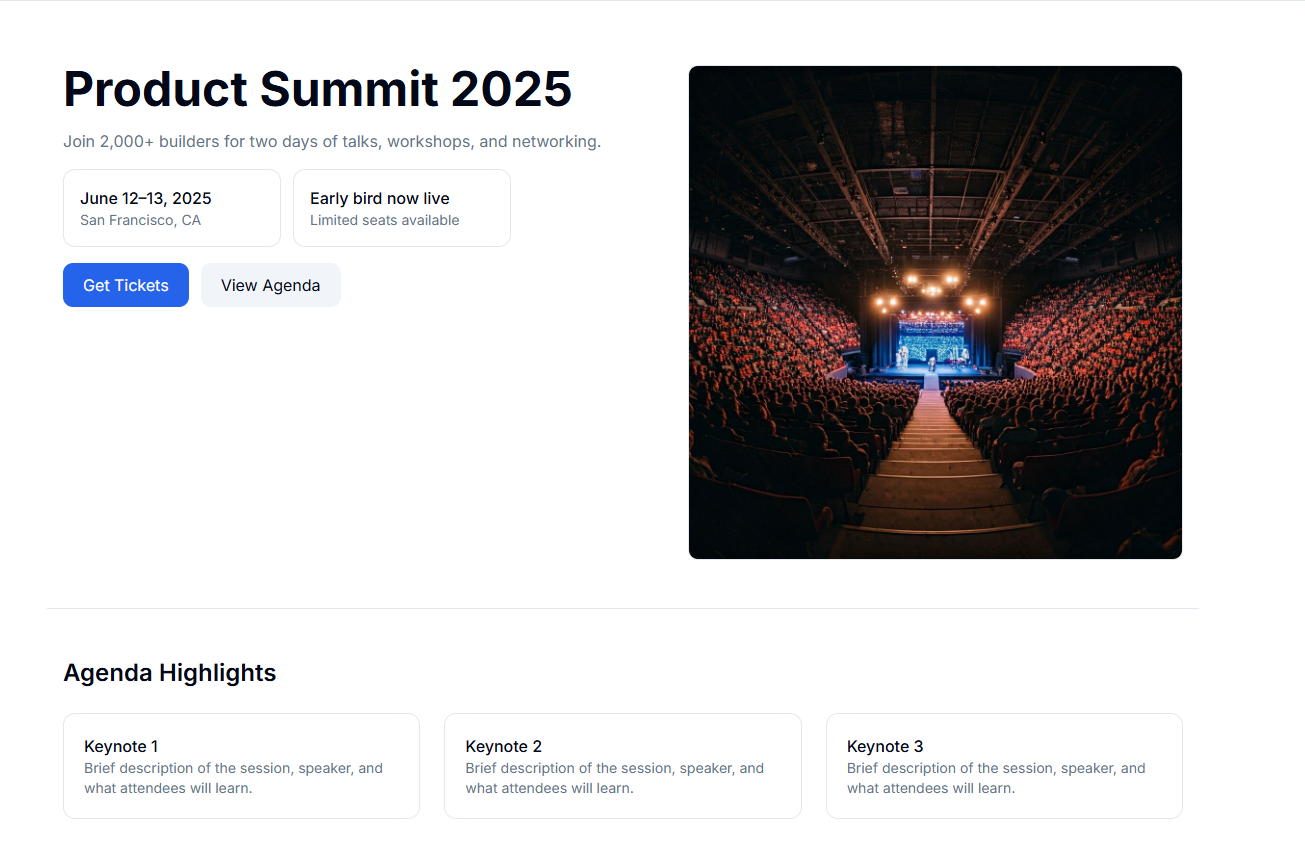 Product Summit 2025
Join 2,000+ builders for two days of talks, workshops, and networking.
June 12–13, 2025
San Francisco, CA
Early bird now live
Limited seats available
Get Tickets
View Agenda
Agenda Highlights
Keynote 1
Brief description of the session, speaker, and
what attendees will learn.
Keynote 2
Brief description of the session, speaker, and
what attendees will learn.
Keynote 3
Brief description of the session, speaker, and
what attendees will learn.